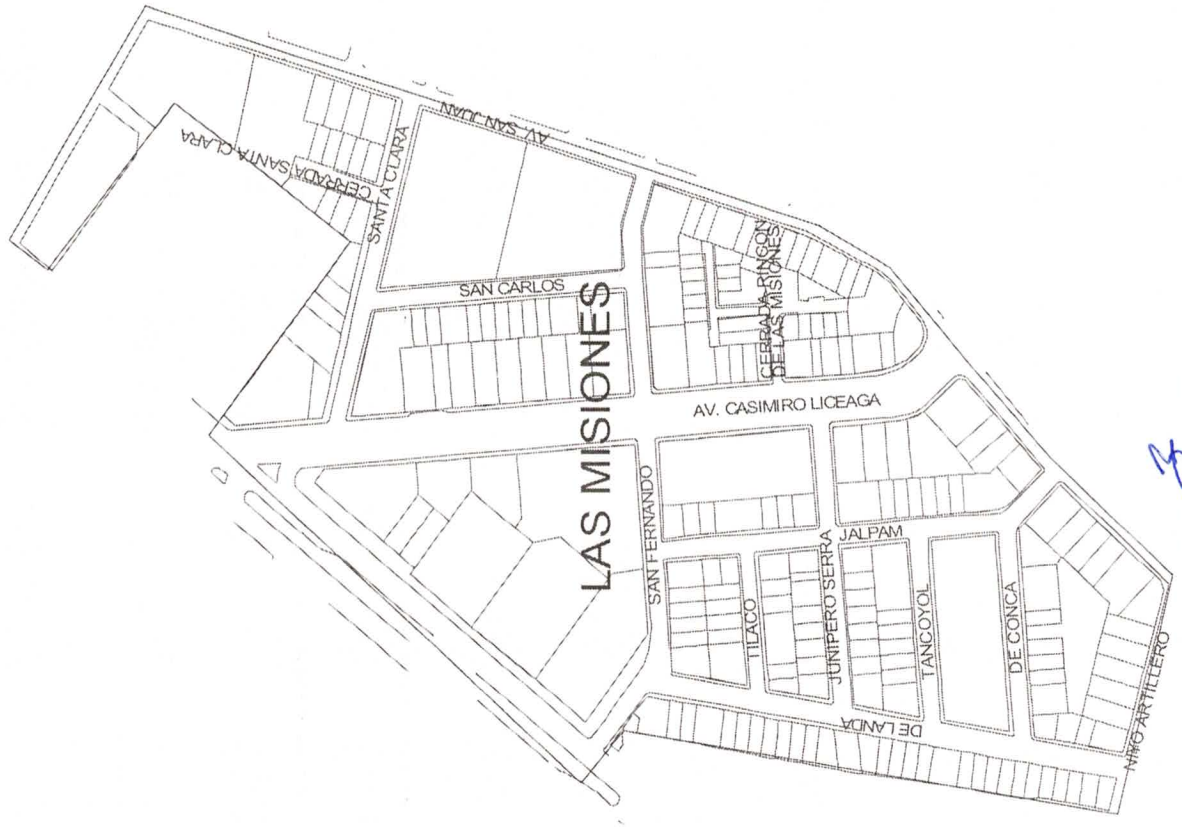 AV. SAN JUAN
CERRADA SANTA CLARA
SANTA CLARA
SAN CARLOS
LAS MISIONES
CERRADA RINCON
DE LAS MISIONES
AV. CASIMIRO LICEAGA
SAN FERNANDO
JALPAM
TILACO
JUNIPERO SERRA
TANCOYOL
DE CONCA
DE LANDA
NIÑO ARTILLERO